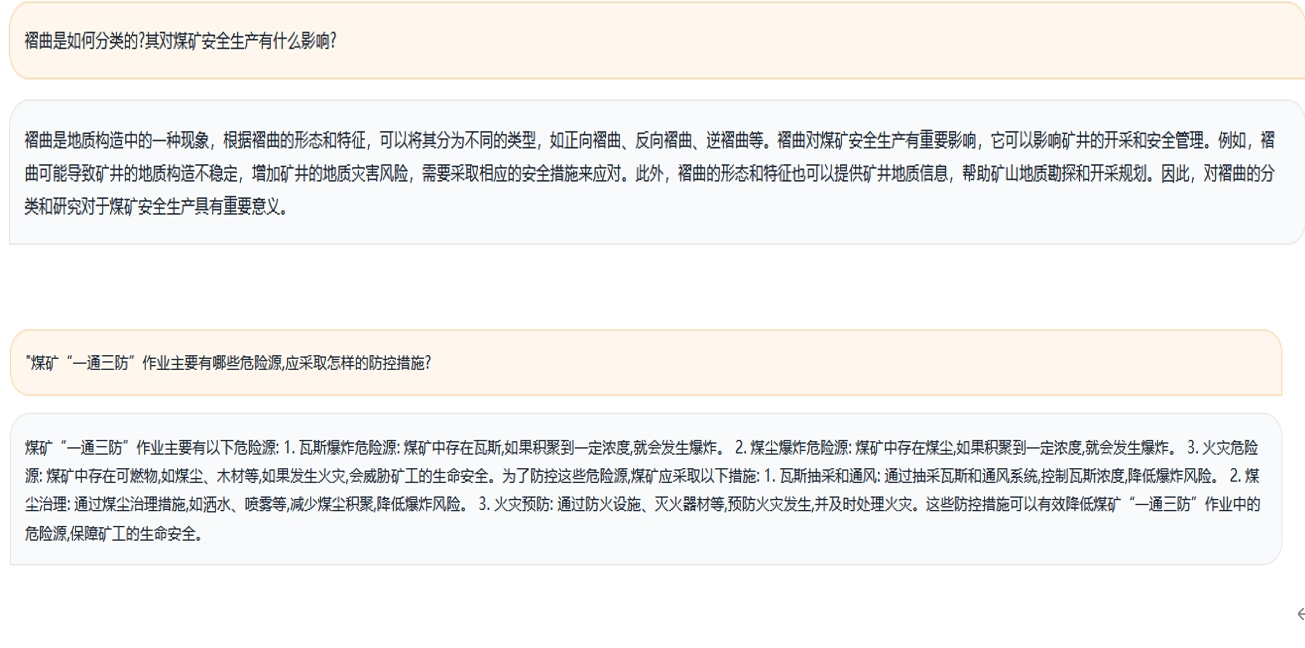 褶曲是如何分类的?其对煤矿安全生产有什么影响?
褶曲是地质构造中的一种现象，根据褶曲的形态和特征，可以将其分为不同的类型，如正向褶曲、反向褶曲、逆褶曲等。褶曲对煤矿安全生产有重要影响，它可以影响矿井的开采和安全管理。例如，褶
曲可能导致矿井的地质构造不稳定，增加矿井的地质灾害风险，需要采取相应的安全措施来应对。此外，褶曲的形态和特征也可以提供矿井地质信息，帮助矿山地质勘探和开采规划。因此，对褶曲的分
类和研究对于煤矿安全生产具有重要意义。
"煤矿“一通三防”作业主要有哪些危险源,应采取怎样的防控措施?
煤矿“一通三防”作业主要有以下危险源: 1. 瓦斯爆炸危险源: 煤矿中存在瓦斯,如果积聚到一定浓度,就会发生爆炸。 2. 煤尘爆炸危险源: 煤矿中存在煤尘,如果积聚到一定浓度,就会发生爆炸。 3. 火灾危险
源: 煤矿中存在可燃物,如煤尘、木材等,如果发生火灾,会威胁矿工的生命安全。为了防控这些危险源,煤矿应采取以下措施: 1. 瓦斯抽采和通风: 通过抽采瓦斯和通风系统,控制瓦斯浓度,降低爆炸风险。 2. 煤
尘治理: 通过煤尘治理措施,如洒水、喷雾等,减少煤尘积聚,降低爆炸风险。 3. 火灾预防: 通过防火设施、灭火器材等,预防火灾发生,并及时处理火灾。这些防控措施可以有效降低煤矿“一通三防”作业中的
危险源,保障矿工的生命安全。